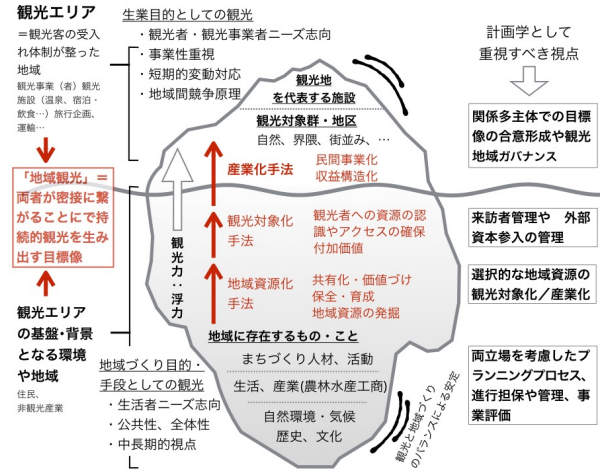 観光エリア
＝観光客の受入
れ体制が整った
地域
観光事業（者）観光
施設（温泉、宿泊・
飲食…）旅行企画、
運輸…
「地域観光」＝
両者が密接に繋
がることにで持
続的観光を生み
出す目標像
観光エリア
の基盤・背景
となる環境
や地域
住民、
非観光産業
生業目的としての観光
・観光者・観光事業者ニーズ志向
・事業性重視
・短期的変動対応
・地域間競争原理
地域づくり目的・
手段としての観光
・生活者ニーズ志向
・公共性、全体性
・中長期的視点
観光地
を代表する施設
観光対象群・地区
自然、界隈、街並み、…
産業化手法
民間事業化
収益構造化
観光対象化
手法
観光者への資源の認
識やアクセスの確保
付加価値
地域資源化
手法
共有化・価値づけ
保全・育成
地域資源の発掘
観光力：浮力
地域に存在するもの・こと
まちづくり人材、活動
生活、産業(農林水産工商)
自然環境・気候
歴史、文化
観光と地域づくり
のバランスによる安定
計画学として
重視すべき視点
関係多主体での目標
像の合意形成や観光
地域ガバナンス
来訪者管理や　外部
資本参入の管理
選択的な地域資源の
観光対象化／産業化
両立場を考慮したプ
ランニングプロセス、
進行担保や管理、事
業評価